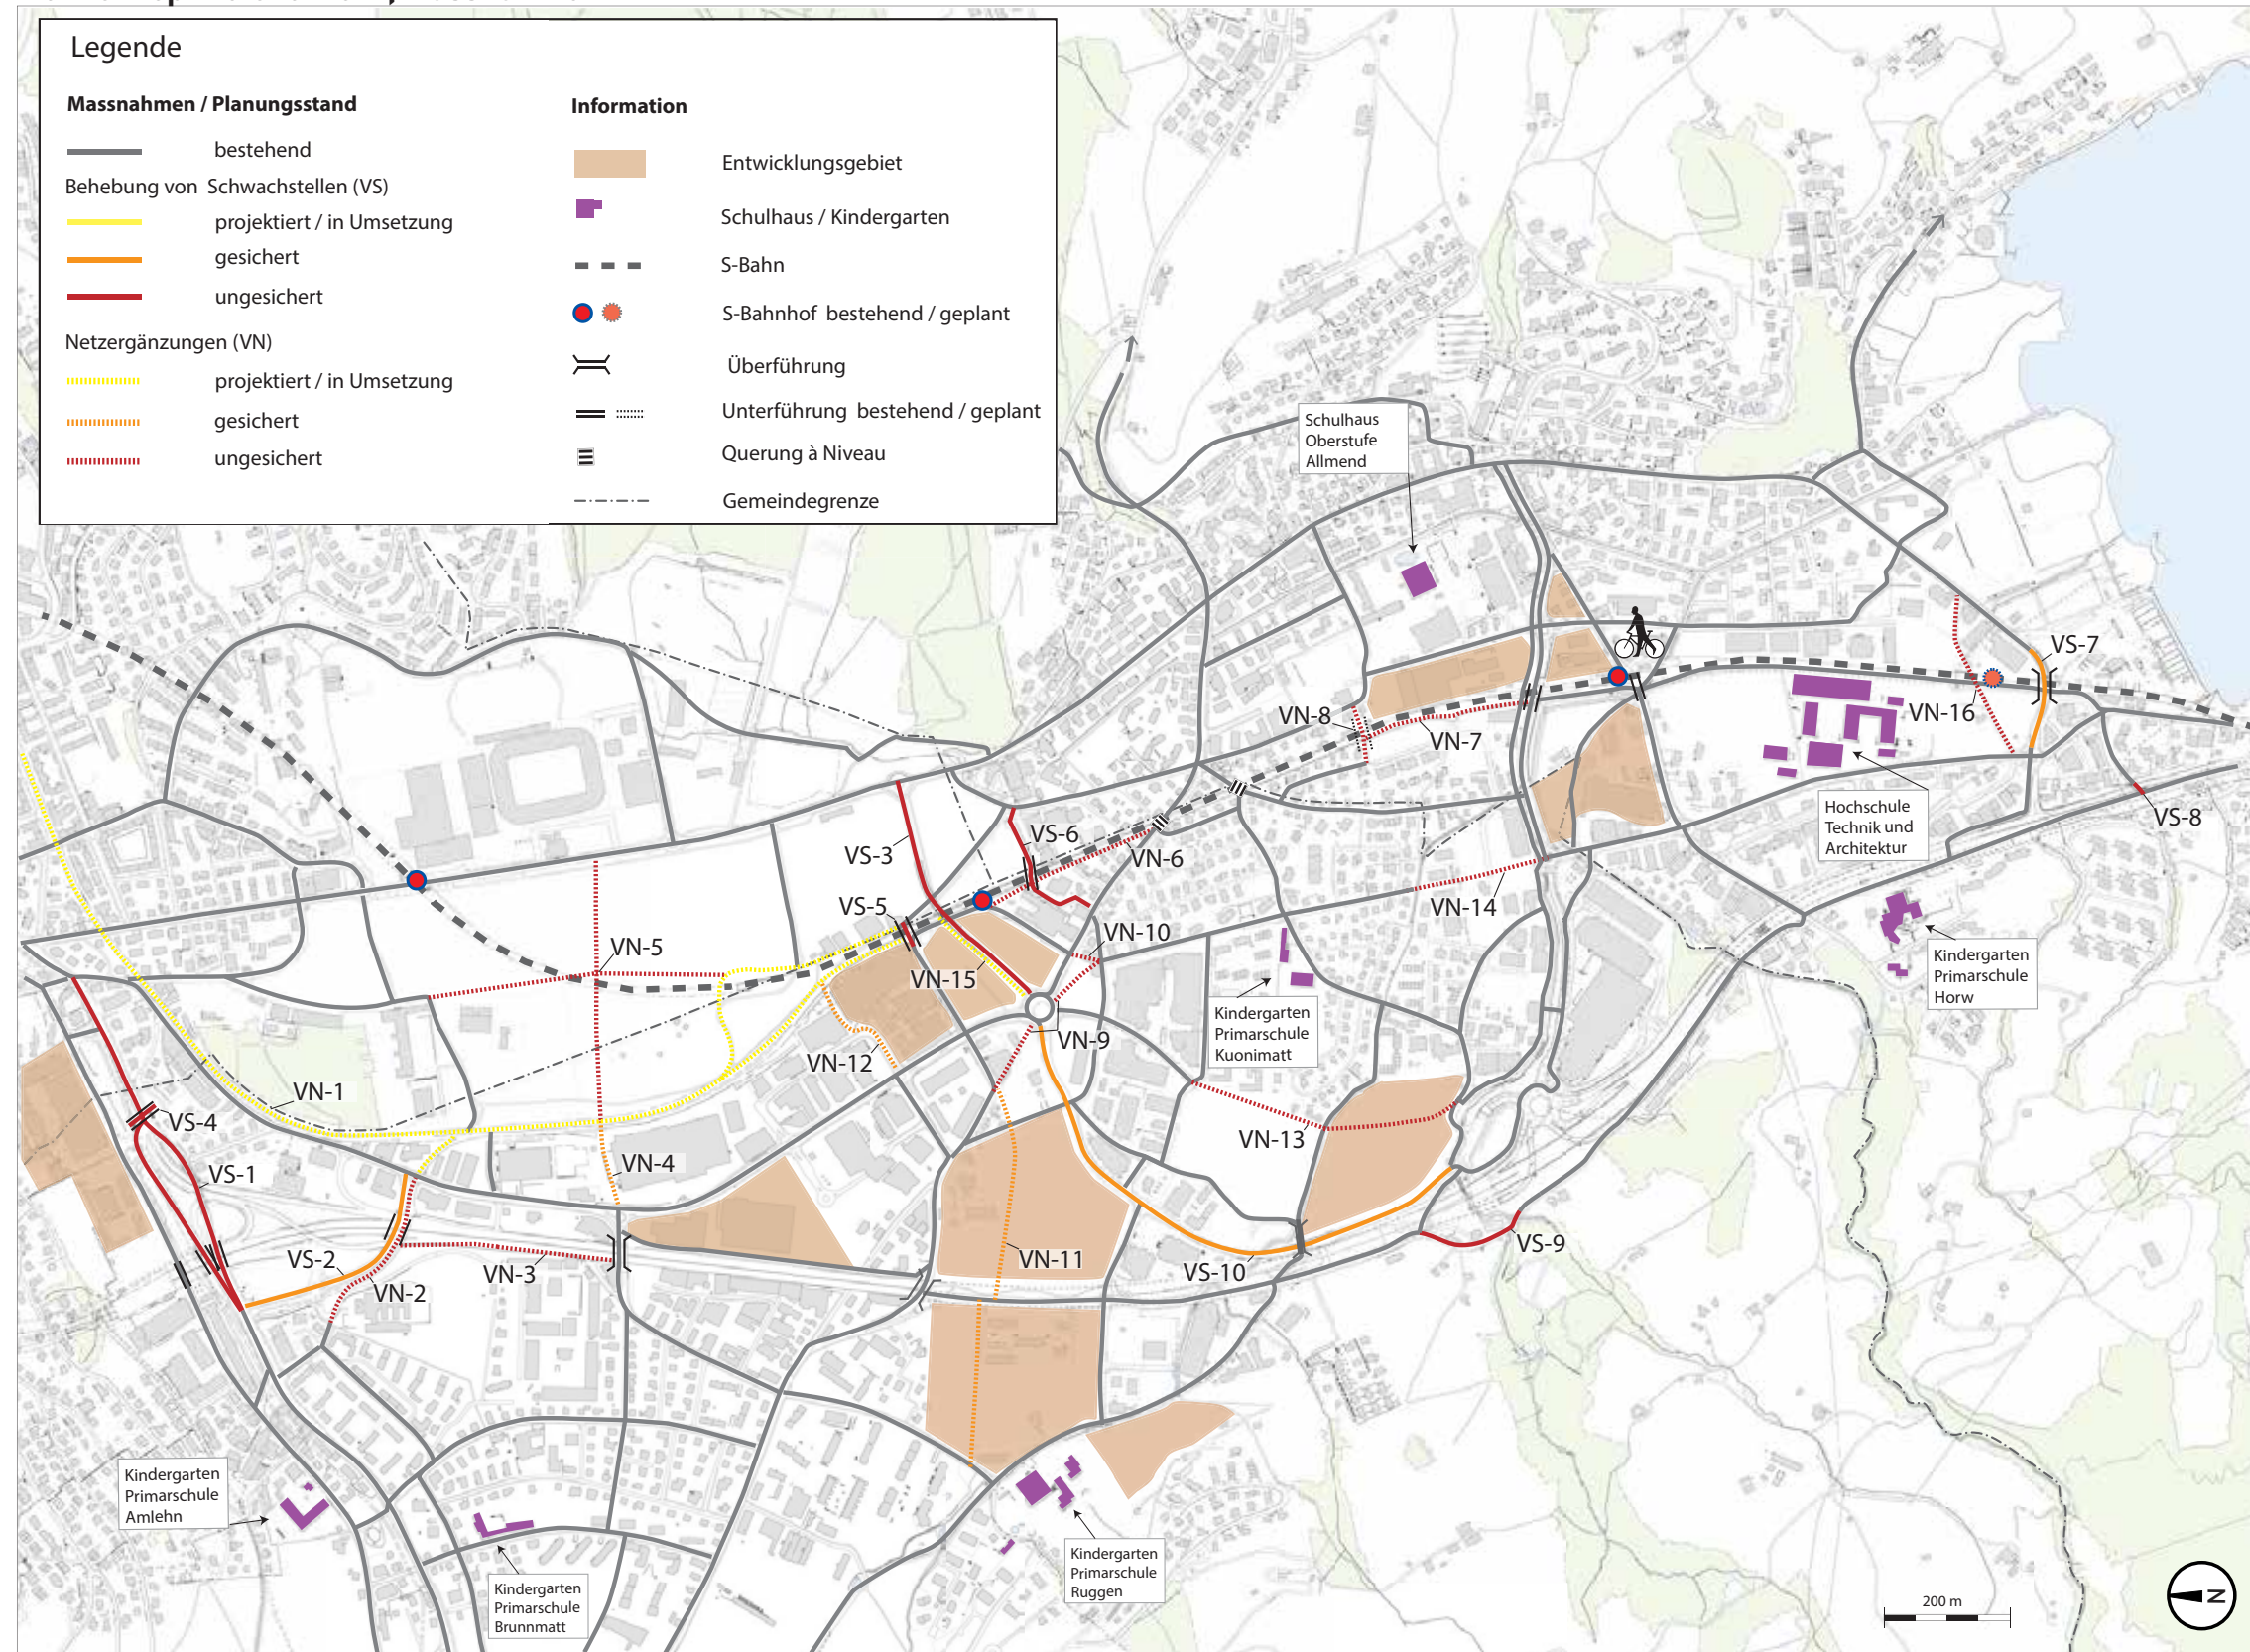 Legende
Massnahmen / Planungsstand
bestehend
Behebung von Schwachstellen (VS)
projektiert / in Umsetzung
gesichert
ungesichert
Netzergänzungen (VN)
projektiert / in Umsetzung
gesichert
ungesichert
Information
Entwicklungsgebiet
Schulhaus / Kindergarten
S-Bahn
S-Bahnhof bestehend / geplant
Überführung
Unterführung bestehend / geplant
Querung à Niveau
Gemeindegrenze
Schulhaus
Oberstufe
Allmend
VS-7
VN-8
VN-16
VN-7
Hochschule
Technik und
Architektur
VS-8
VS-6
VS-3
VN-6
VS-5
VN-14
VN-10
VN-5
VN-15
Kindergarten
Primarschule
Horw
Kindergarten
Primarschule
Kuonimatt
VN-9
VN-12
VN-1
VS-4
VN-13
VN-4
VS-1
VS-9
VS-2
VN-11
VS-10
VN-3
VN-2
Kindergarten
Primarschule
Amlehn
Kindergarten
Primarschule
Ruggen
Kindergarten
Primarschule
Brunnmatt
200 m
N